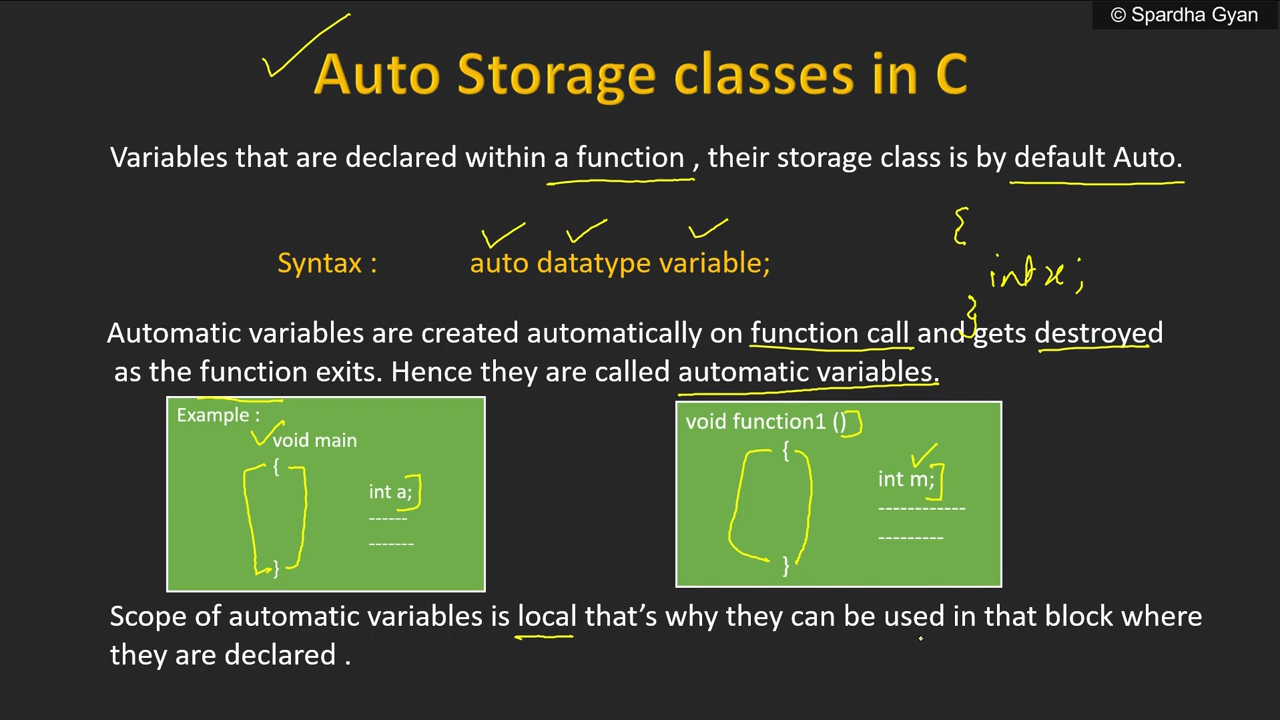 © Spardha Gyan
Auto Storage classes in C
Variables that are declared within a function , their storage class is by default Auto.
{
Syntax : auto datatype variable;
int x;
}
Automatic variables are created automatically on function call and gets destroyed
as the function exits. Hence they are called automatic variables.
Example :
void main
{
int a;
------
-------
}
void function1 ()
{
int m;
------------
---------
}
Scope of automatic variables is local that's why they can be used in that block where
they are declared .